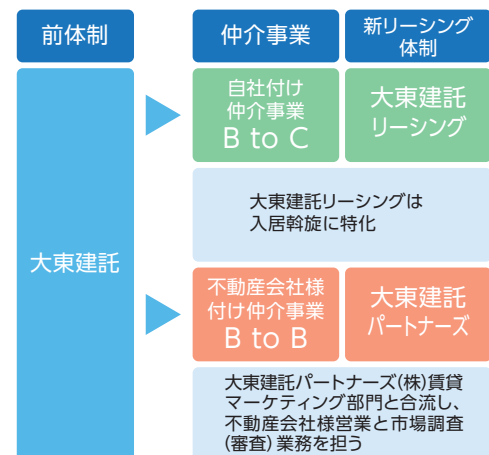 前体制
仲介事業
新リーシング
体制
大東建託
自社付け
仲介事業
B to C
大東建託
リーシング
大東建託リーシングは
入居斡旋に特化
不動産会社様
付け仲介事業
B to B
大東建託
パートナーズ
大東建託パートナーズ(株)賃貸
マーケティング部門と合流し、
不動産会社様営業と市場調査
(審査)業務を担う